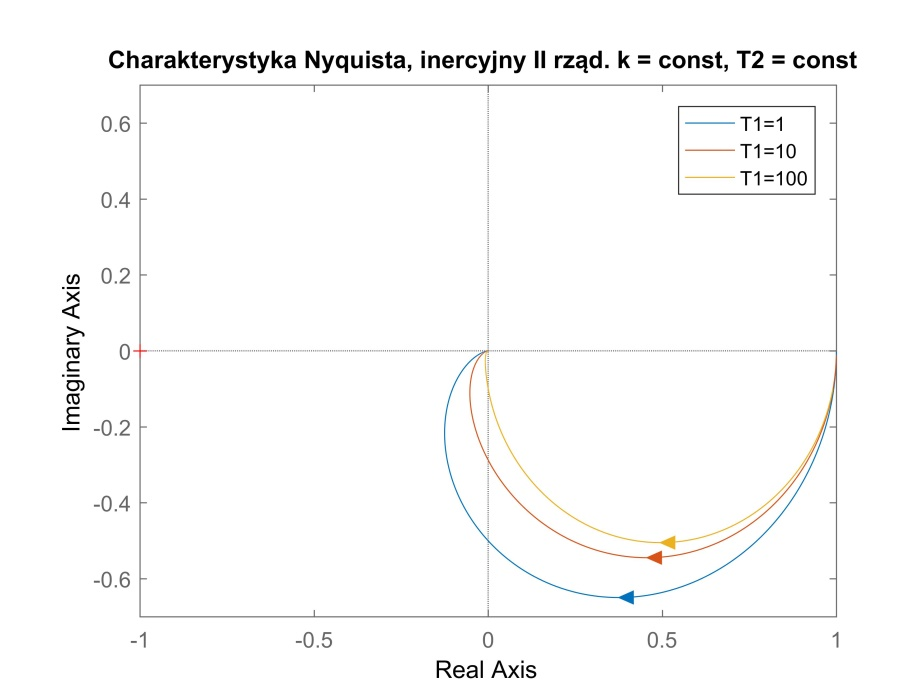 Charakterystyka Nyquista, inercyjny II rząd. k = const, T2 = const
T1=1
T1=10
T1=100
0.6
0.4
0.2
0
-0.2
-0.4
-0.6
Imaginary Axis
-1
-0.5
0
0.5
1
Real Axis